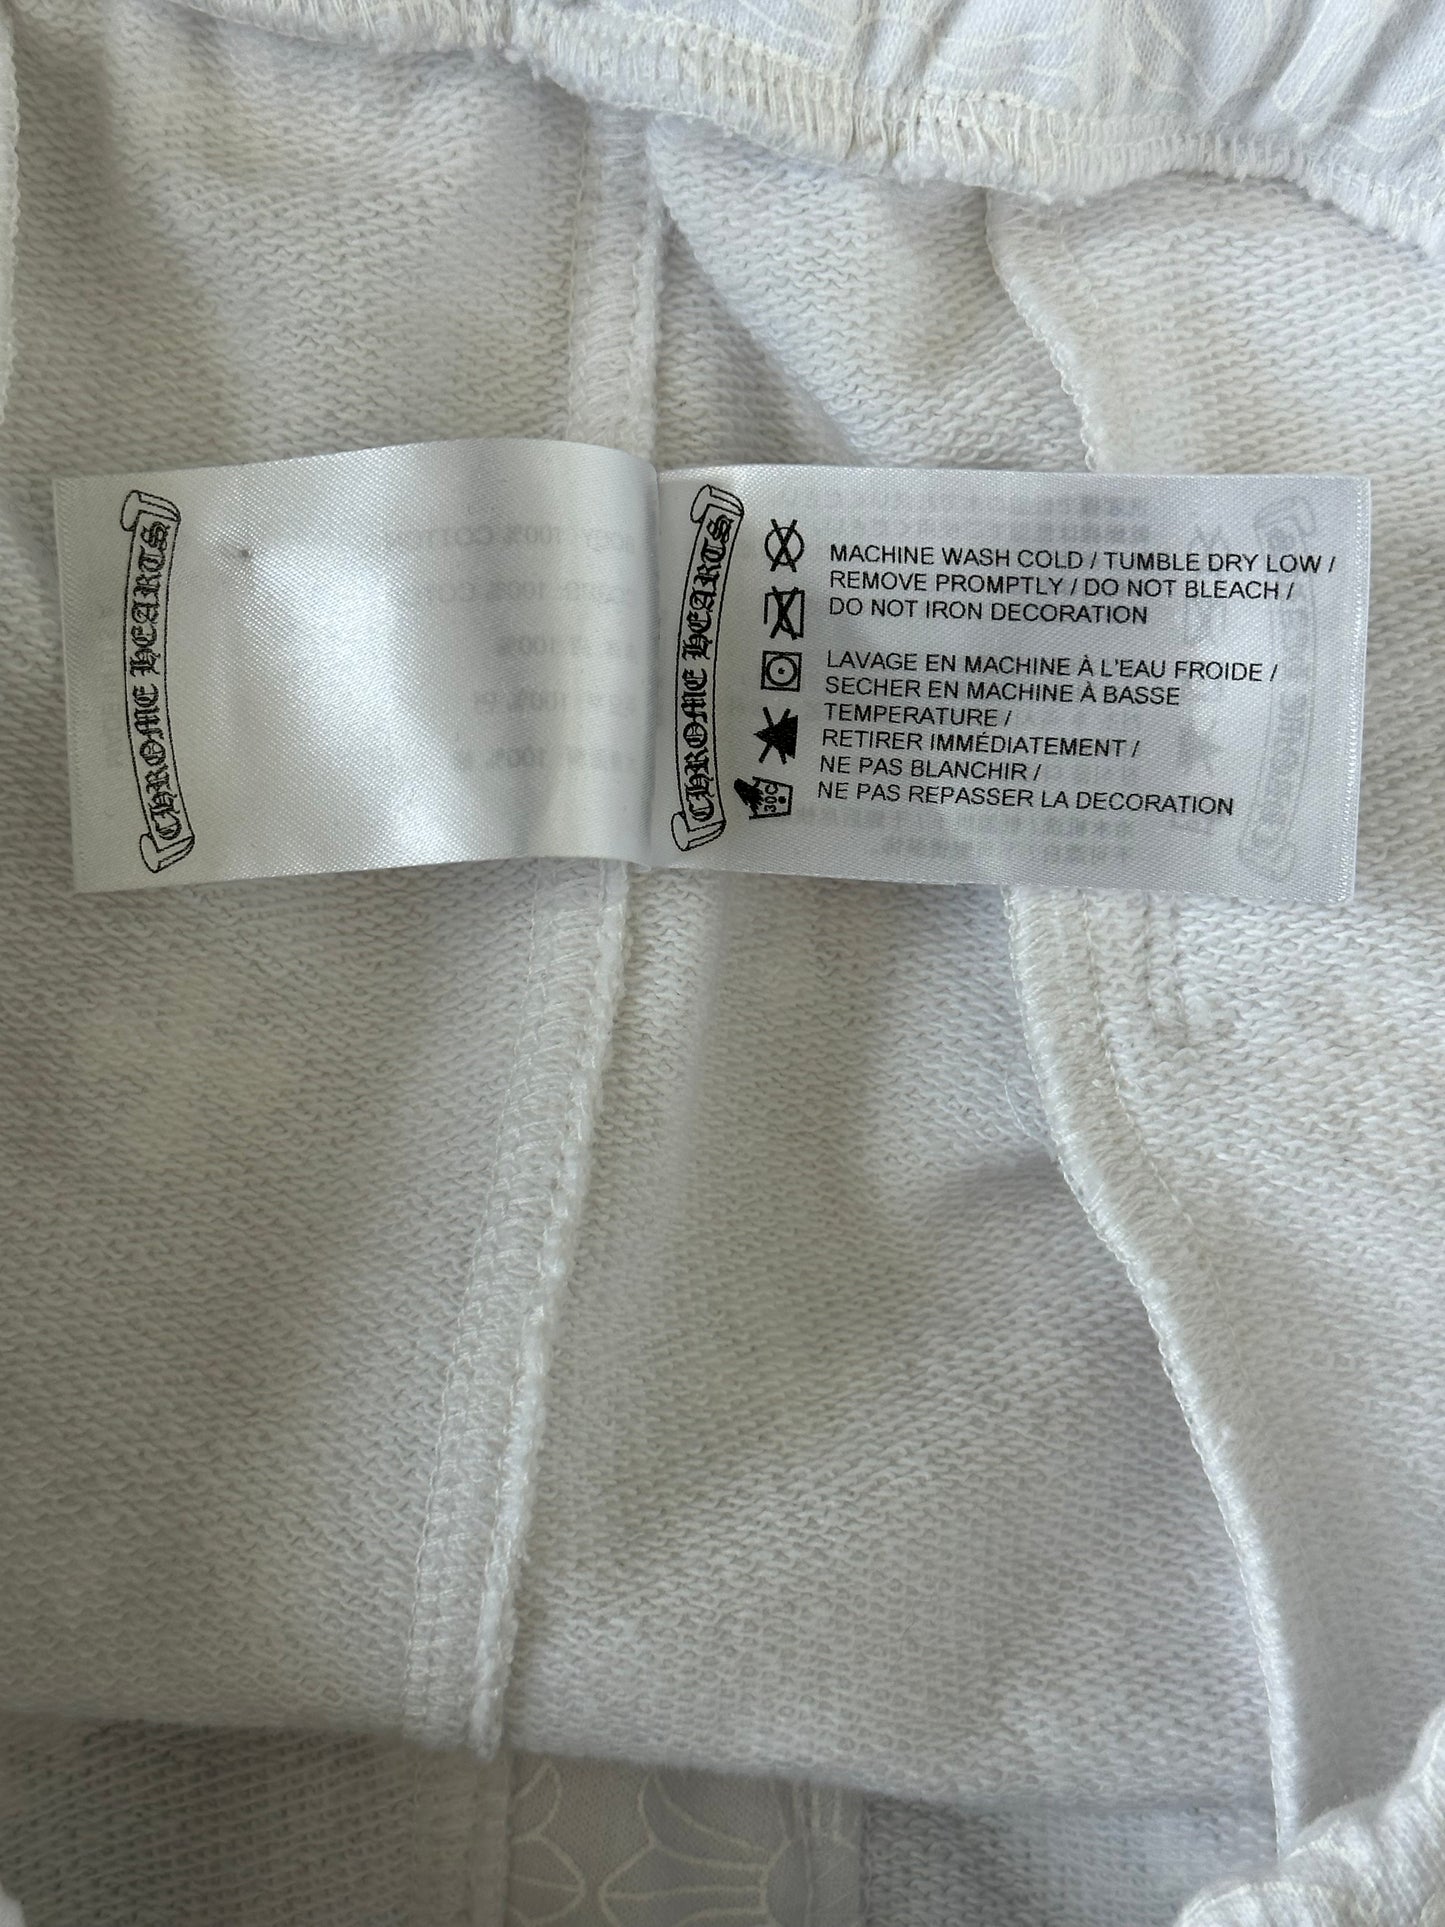 CHROME HEARTS
CHROME HEARTS
MACHINE WASH COLD / TUMBLE DRY LOW /
REMOVE PROMPTLY / DO NOT BLEACH /
DO NOT IRON DECORATION
LAVAGE EN MACHINE À L'EAU FROIDE /
SECHER EN MACHINE À BASSE
TEMPERATURE /
RETIRER IMMÉDIATEMENT /
NE PAS BLANCHIR /
NE PAS REPASSER LA DECORATION
30C